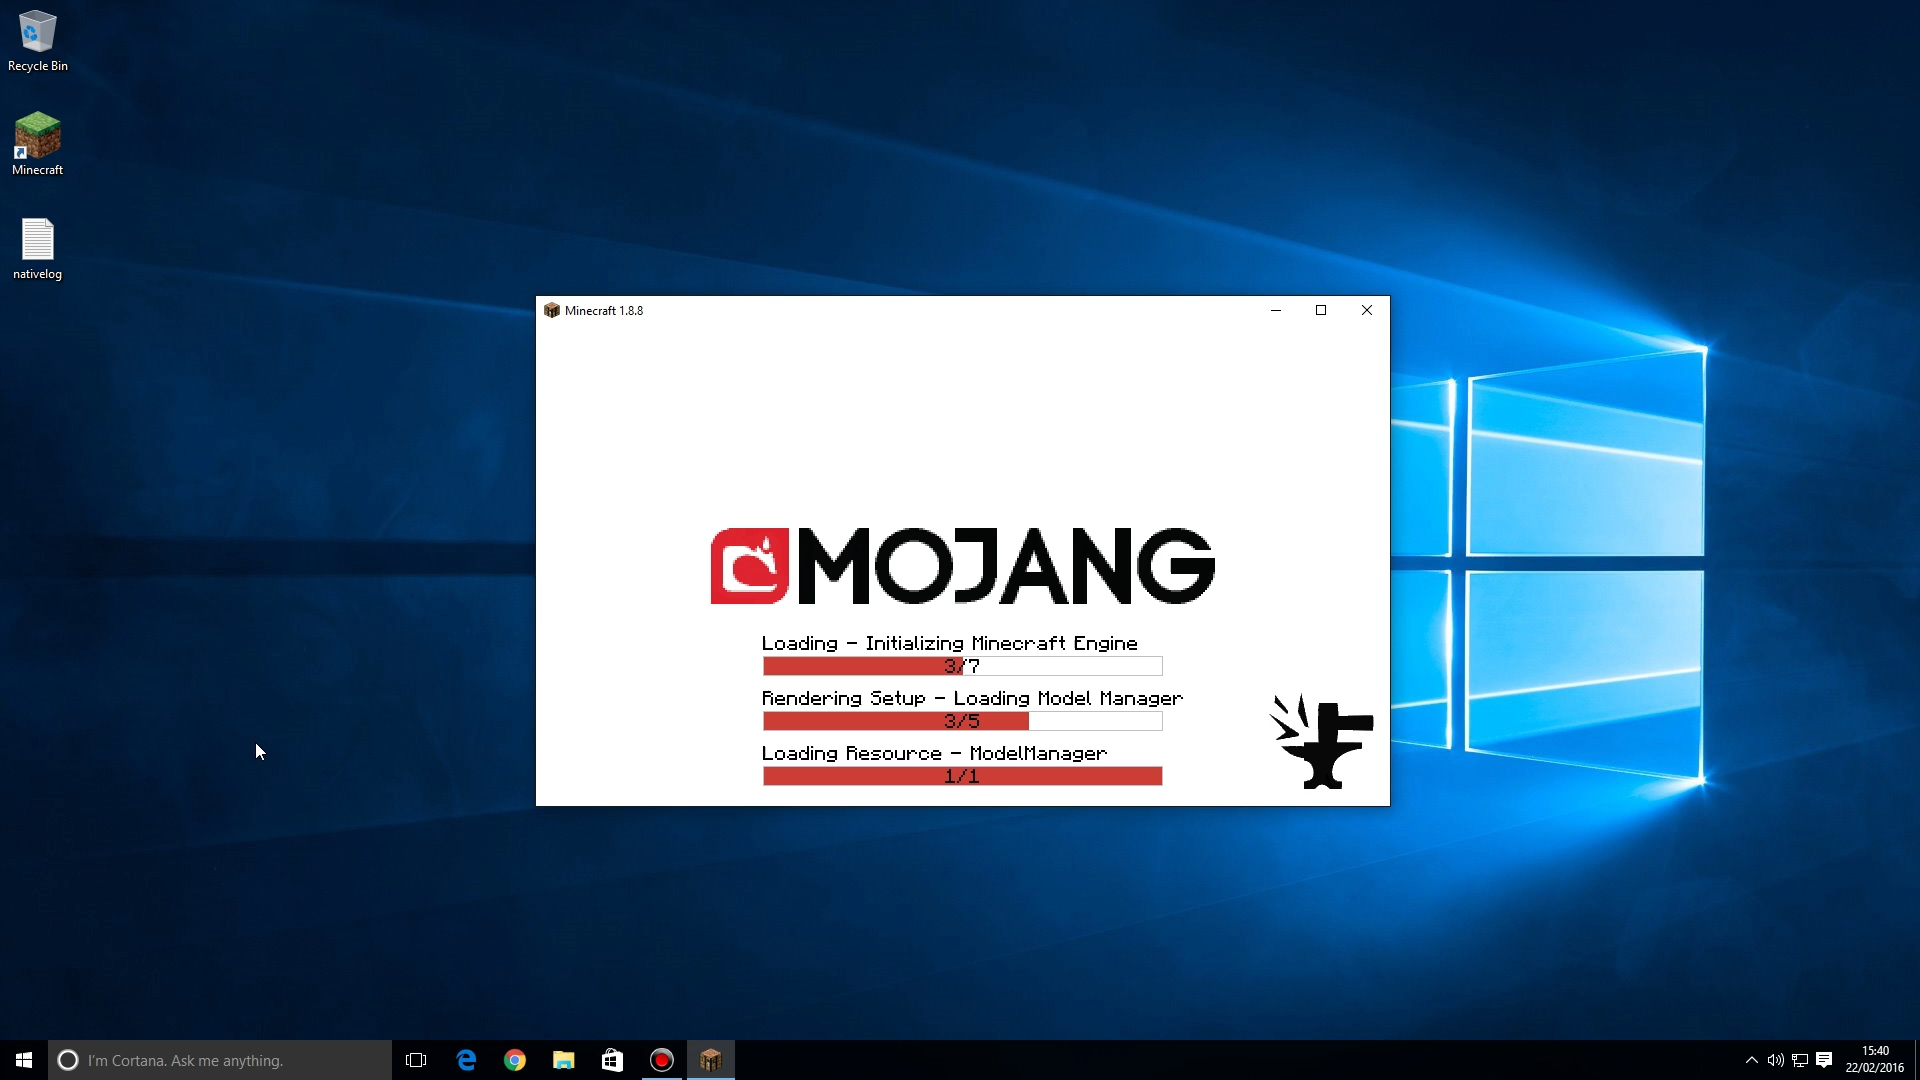 Recycle Bin
Minecraft
nativelog
Minecraft 1.8.8
MOJANG
Loading - Initializing Minecraft Engine
3/7
Rendering Setup - Loading Model Manager
3/5
Loading Resource - ModelManager
1/1
I'm Cortana. Ask me anything.
15:40
22/02/2016